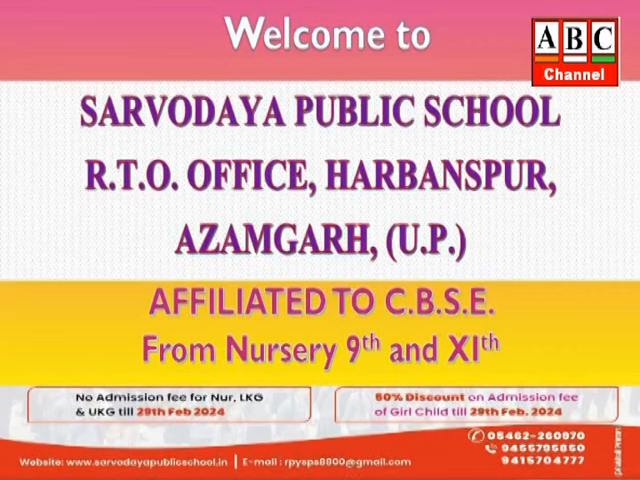 Welcome to
ABC
Channel
SARVODAYA PUBLIC SCHOOL
R.T.O. OFFICE, HARBANSPUR,
AZAMGARH, (U.P.)
AFFILIATED TO C.B.S.E.
From Nursery 9th and XIth
No Admission fee for Nur, LKG
& UKG till 29th Feb 2024
50% Discount on Admission fee
of Girl Child till 29th Feb. 2024
05462-260970
9455795850
9415704777
Website: www.sarvodayapublicschool.in | E-mail : rpysps8800@gmail.com